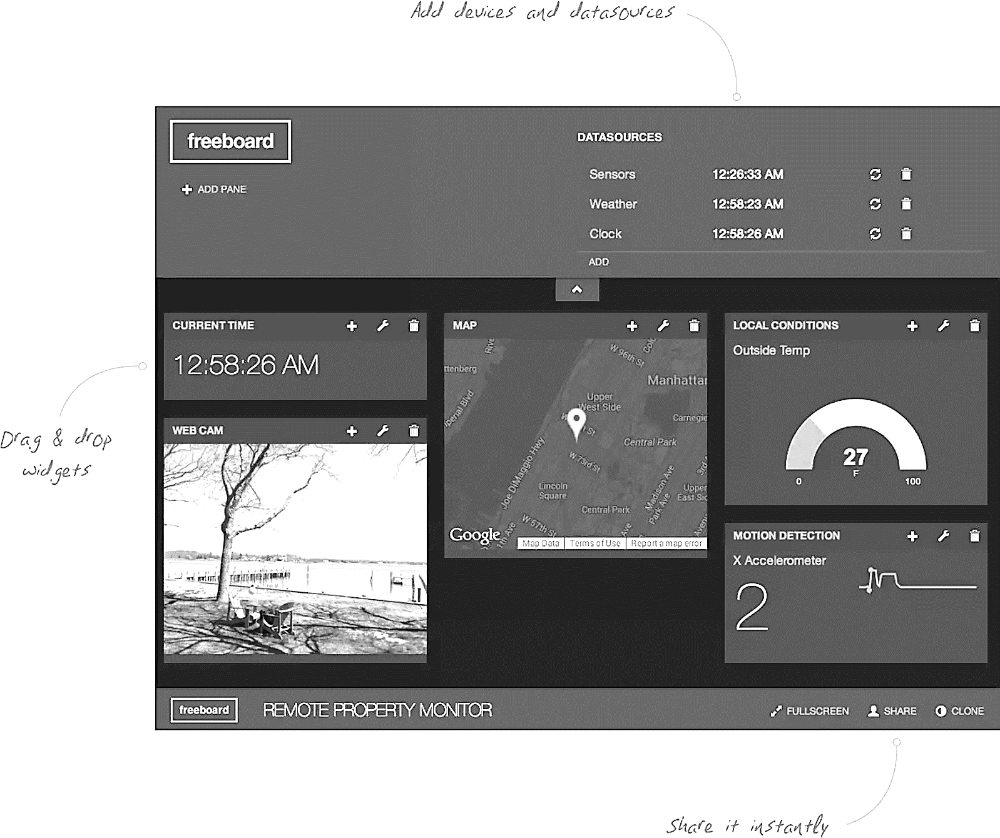 Add devices and datasources
freeboard
ADD PANE
DATASOURCES
Sensors 12:26:33 AM
Weather 12:58:23 AM
Clock 12:58:26 AM
ADD
CURRENT TIME
12:58:26 AM
Drag & drop
widgets
WEB CAM
MAP
Rive
W 96th St
Colu
ttenberg
Manhattan
Upper
West Side
Carnegie
St
Central Park
W 73rd St
Joe DiMaggio Hwy
3rd A
Lincoln
Square
Madison Ave
Park Ave
Upper
East Sid
Central Park
W 57th St
11th Ave
Ave
Aven
Google
Map Data
Terms of Use
Report a map error
LOCAL CONDITIONS
Outside Temp
27
F
0
100
MOTION DETECTION
X Accelerometer
2
freeboard
REMOTE PROPERTY MONITOR
FULLSCREEN
SHARE
CLONE
Share it instantly